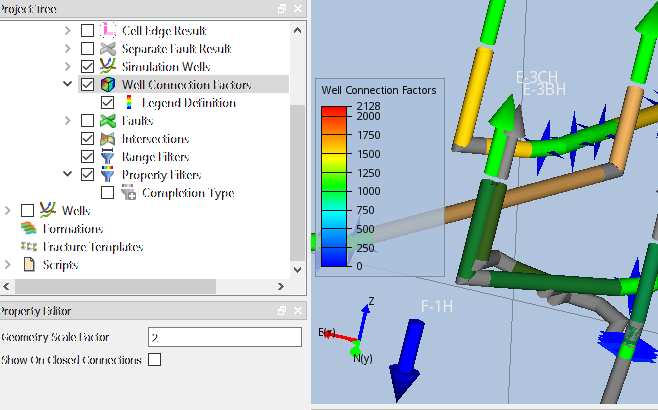 Project Tree
Cell Edge Result
Separate Fault Result
Simulation Wells
Well Connection Factors
Legend Definition
Faults
Intersections
Range Filters
Property Filters
Completion Type
Wells
Formations
Fracture Templates
Scripts
Property Editor
Geometry Scale Factor 2
Show On Closed Connections
Well Connection Factors
2128
2000
1750
1500
1250
1000
750
500
250
0
E-3CH
E-3BH
F-1H
Z
E(x)
N(y)